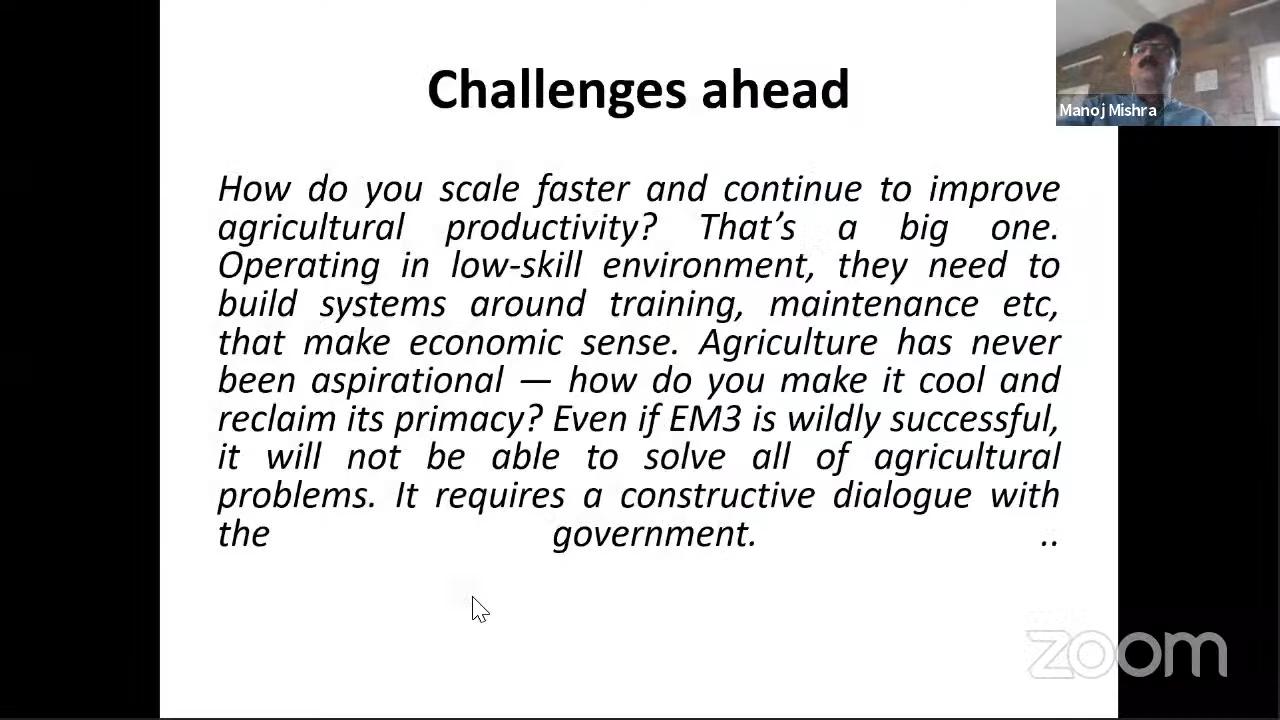 Challenges ahead
Manoj Mishra
How do you scale faster and continue to improve
agricultural productivity? That's a big one.
Operating in low-skill environment, they need to
build systems around training, maintenance etc,
that make economic sense. Agriculture has never
been aspirational — how do you make it cool and
reclaim its primacy? Even if EM3 is wildly successful,
it will not be able to solve all of agricultural
problems. It requires a constructive dialogue with
the government. ..
zoom